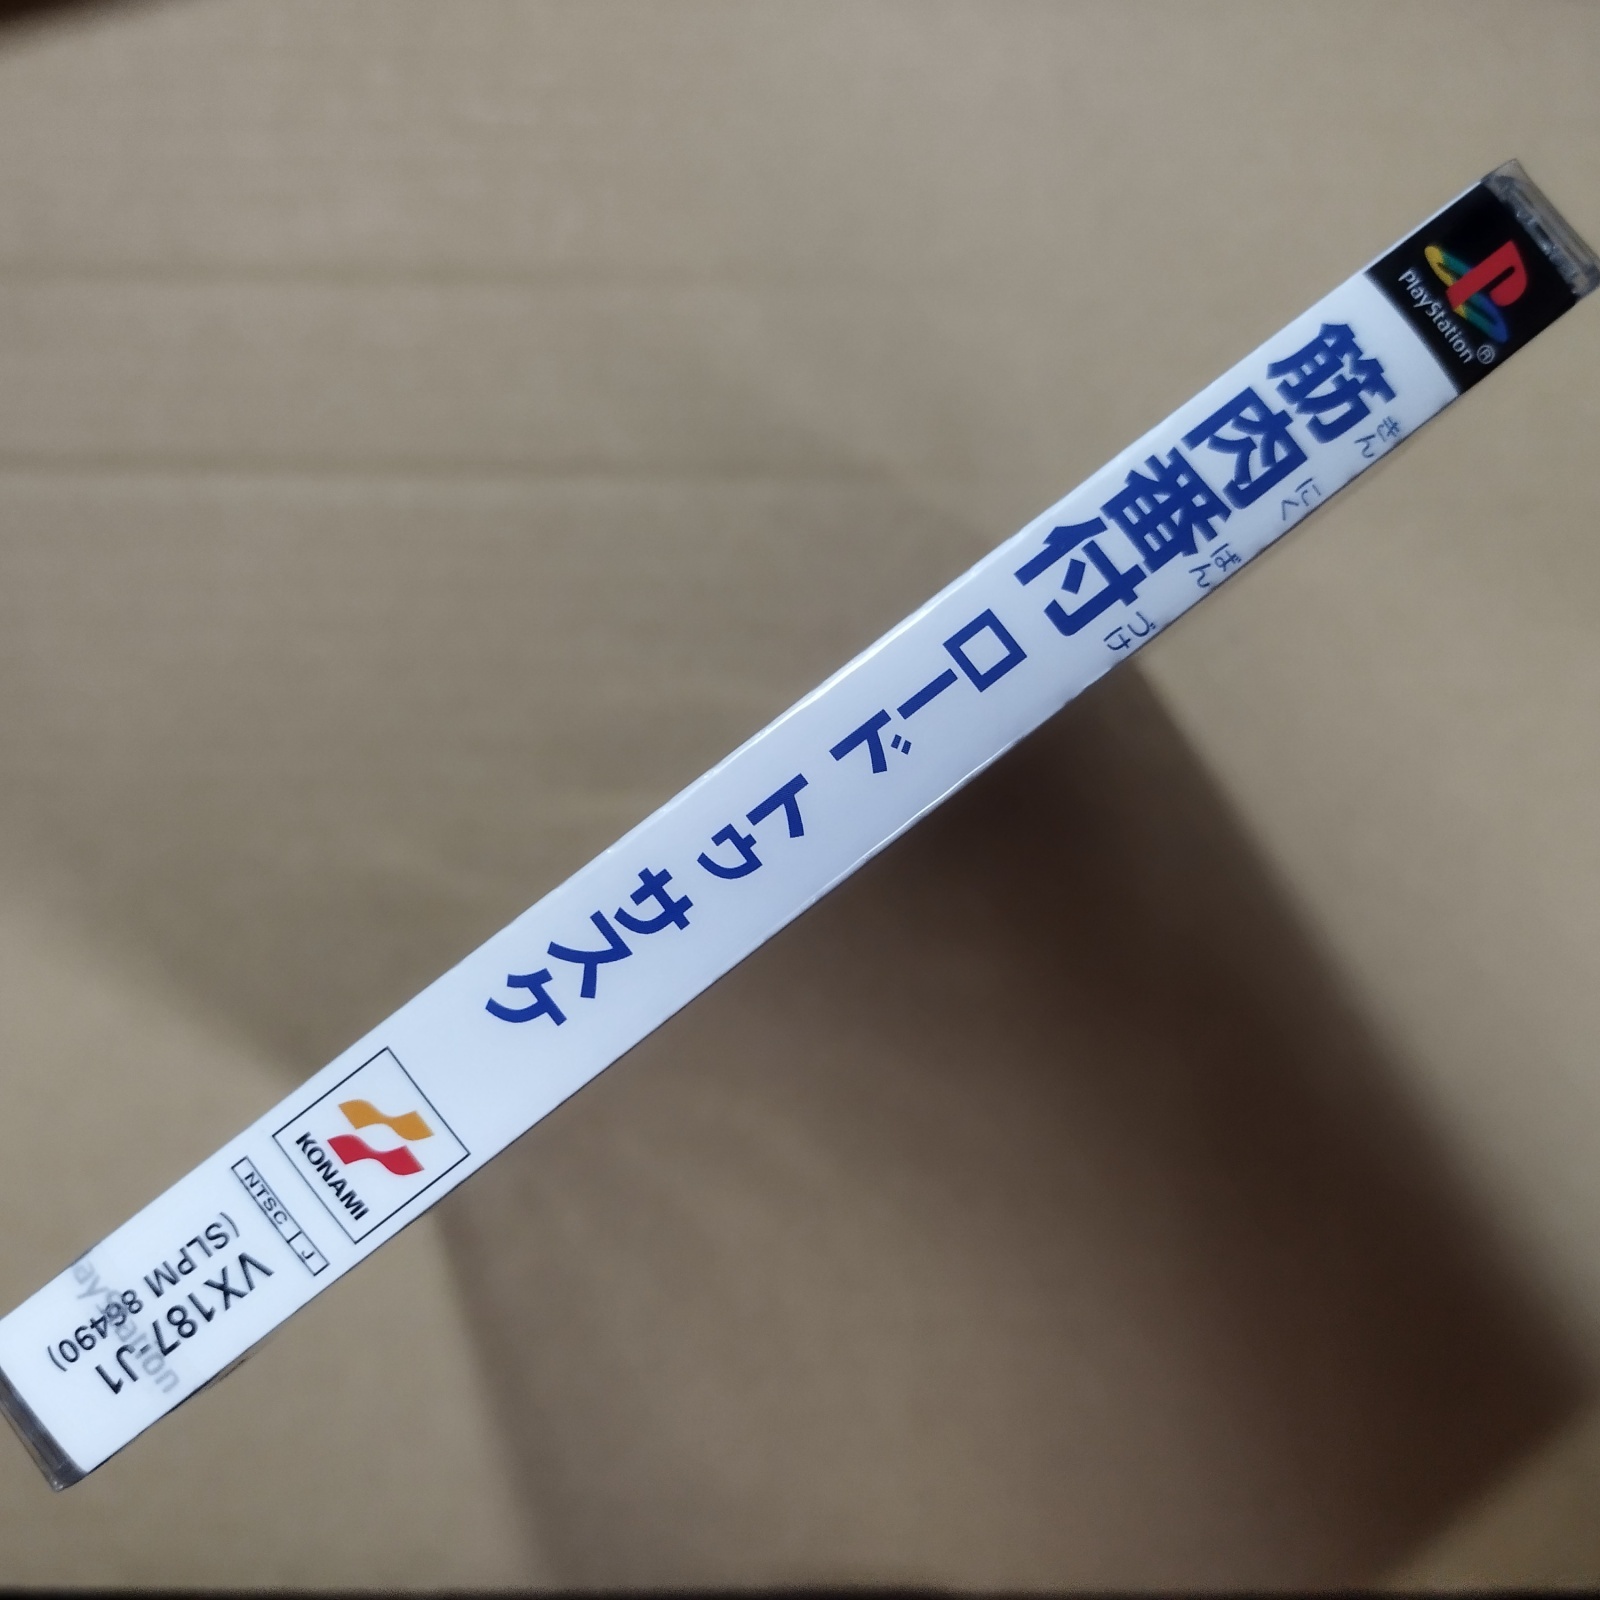 PlayStation®
筋肉番付
きんにくばんづけ
ロード トゥ サスケ
KONAMI
NTSC J
VX187-J1
(SLPM 86490)
PlayStation